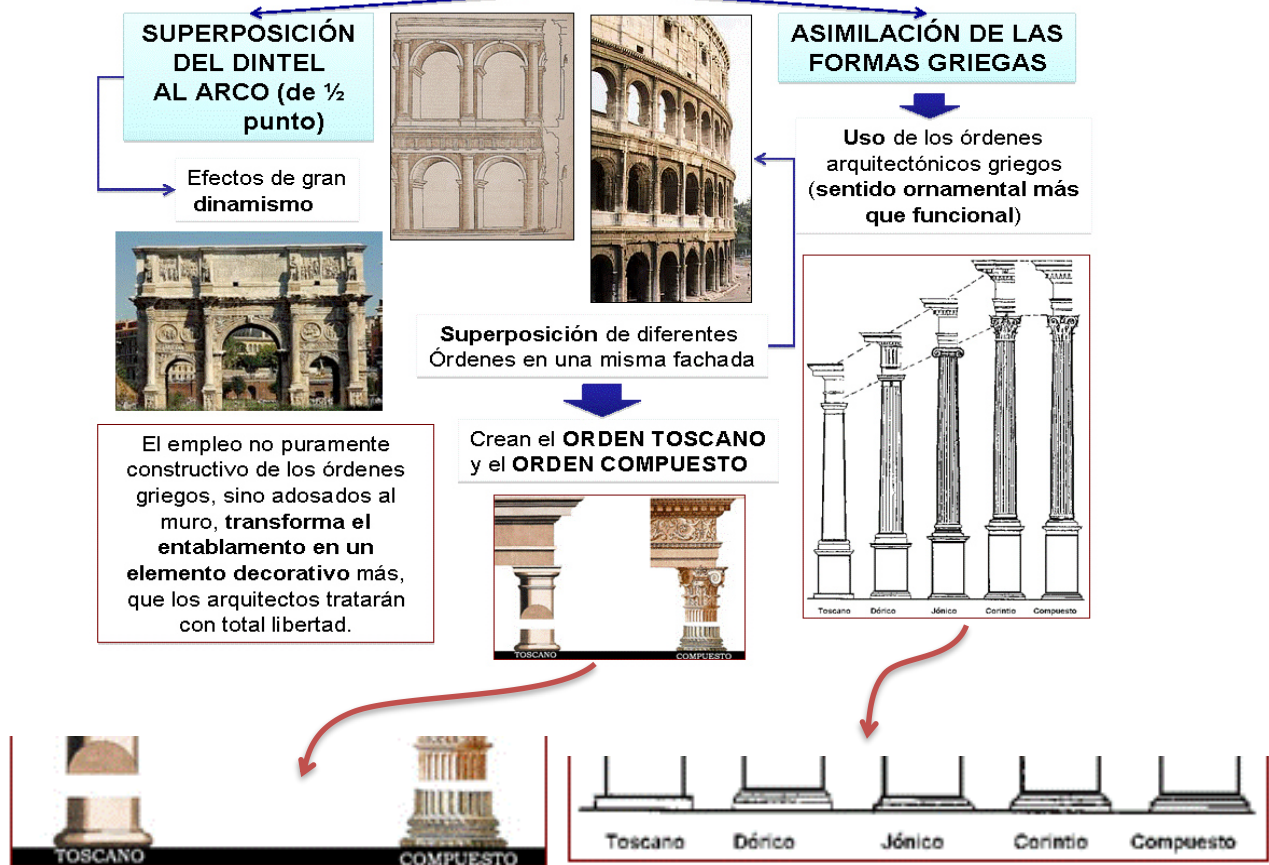 SUPERPOSICIÓN
DEL DINTEL
AL ARCO (de ½
punto)
Efectos de gran
dinamismo
ASIMILACIÓN DE LAS
FORMAS GRIEGAS
Uso de los órdenes
arquitectónicos griegos
(sentido ornamental más
que funcional)
Superposición de diferentes
Órdenes en una misma fachada
Crean el ORDEN TOSCANO
y el ORDEN COMPUESTO
El empleo no puramente
constructivo de los órdenes
griegos, sino adosados al
muro, transforma el
entablamento en un
elemento decorativo más,
que los arquitectos tratarán
con total libertad.
TOSCANO COMPUESTO
Toscano Dórico Jónico Corintio Compuesto
TOSCANO COMPUESTO
Toscano Dórico Jónico Corintio Compuesto